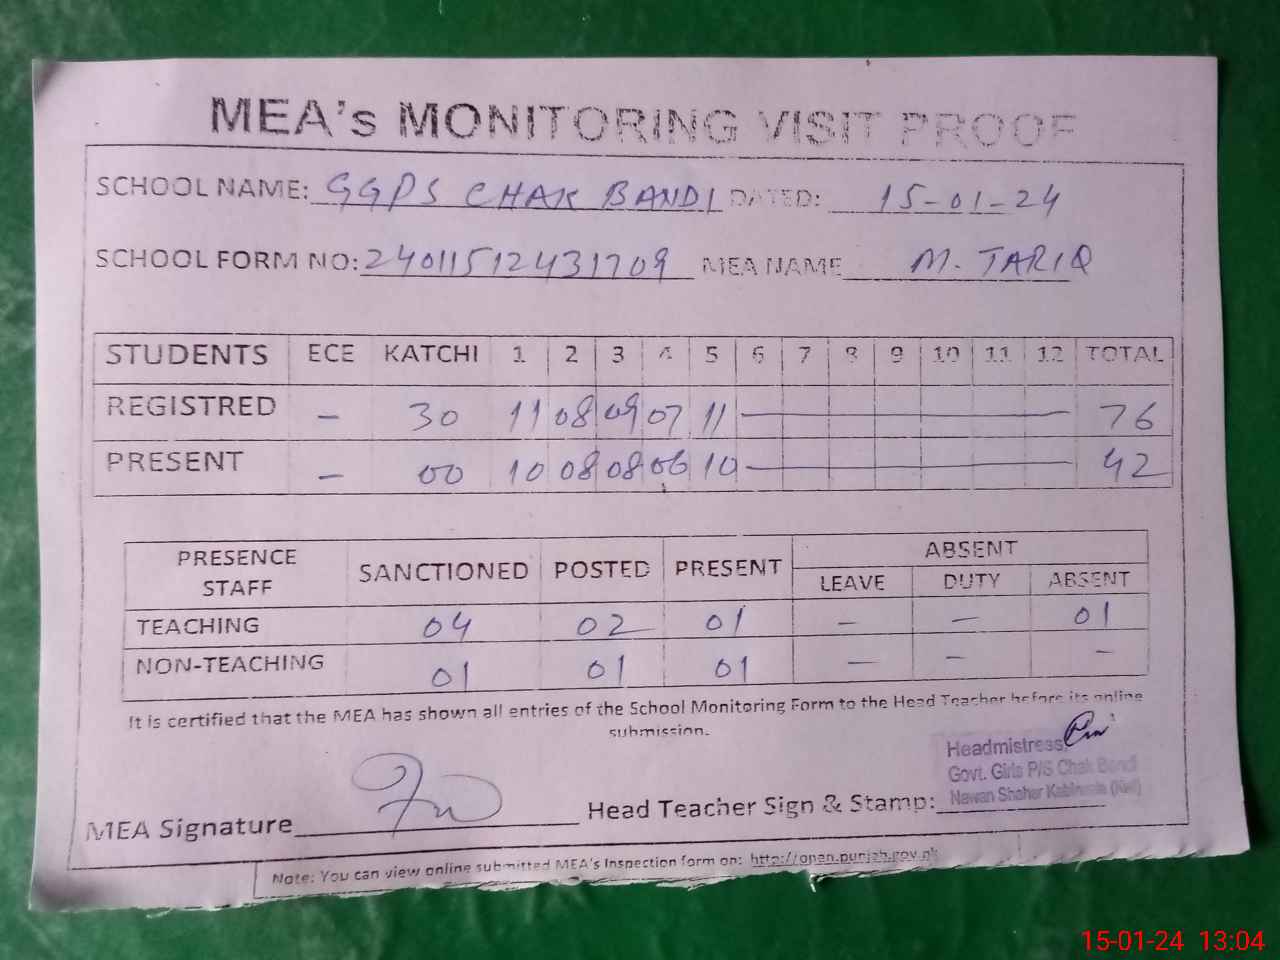 MEA's MONITORING VISIT PROOF
SCHOOL NAME: GGPS CHAK BANDI DATED: 15-01-24
SCHOOL FORM NO: 24011512431709 MEA NAME M. TARIQ
STUDENTS ECE KATCHI 1 2 3 4 5 6 7 8 9 10 11 12 TOTAL
REGISTRED - 30 11 08 09 07 11 — 76
PRESENT - 00 10 08 08 06 10 — 42
PRESENCE STAFF SANCTIONED POSTED PRESENT ABSENT
LEAVE DUTY ABSENT
TEACHING 04 02 01 - - 01
NON-TEACHING 01 01 01 - - -
It is certified that the MEA has shown all entries of the School Monitoring Form to the Head Teacher before its online
submission.
Headmistress
Govt. Girls P/S Chak Bandi
Nawan Shaher
MEA Signature Head Teacher Sign & Stamp:
Note: You can view online submitted MEA's Inspection form on: http://open.punjab.gov.pk
15-01-24 13:04